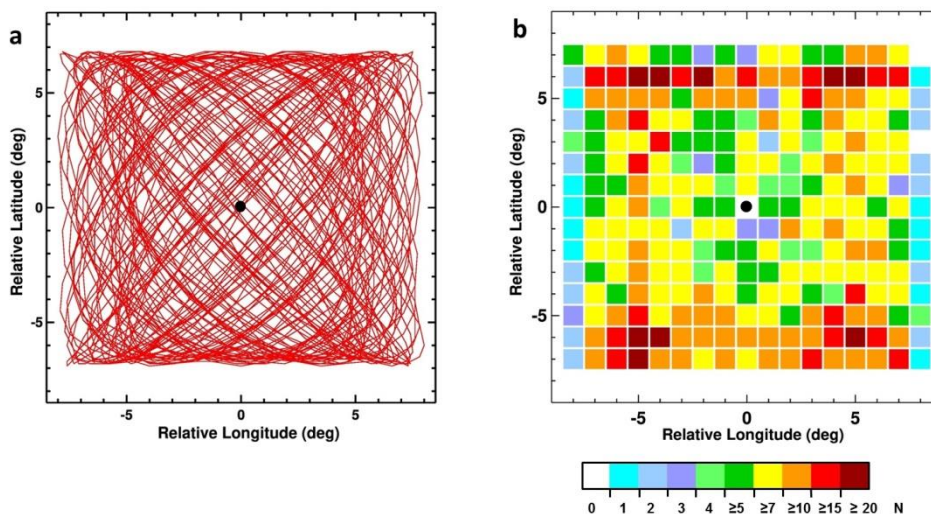 a
b
5
0
-5
Relative Latitude (deg)
-5 0 5
Relative Longitude (deg)
5
0
-5
Relative Latitude (deg)
-5 0 5
Relative Longitude (deg)
0 1 2 3 4 ≥5 ≥7 ≥10 ≥15 ≥ 20 N